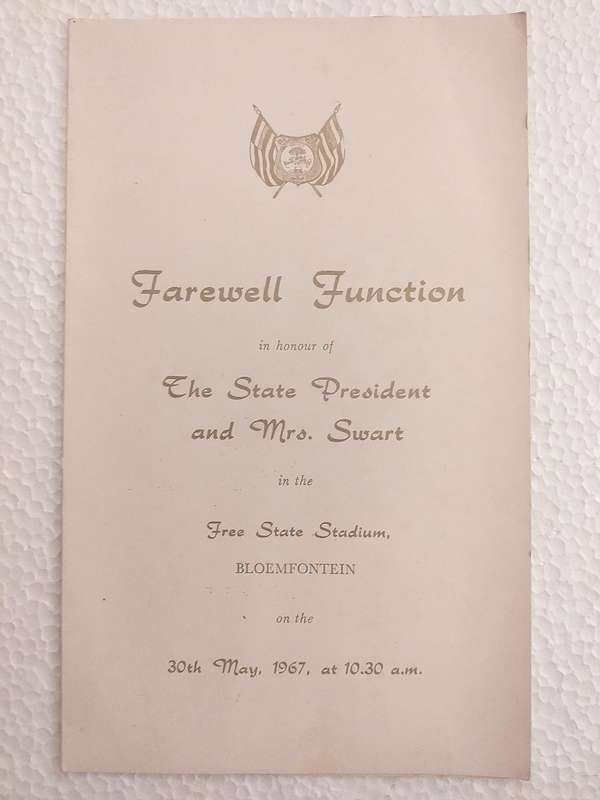 Farewell Function
in honour of
The State President
and Mrs. Swart
in the
Free State Stadium,
BLOEMFONTEIN
on the
30th May, 1967, at 10.30 a.m.